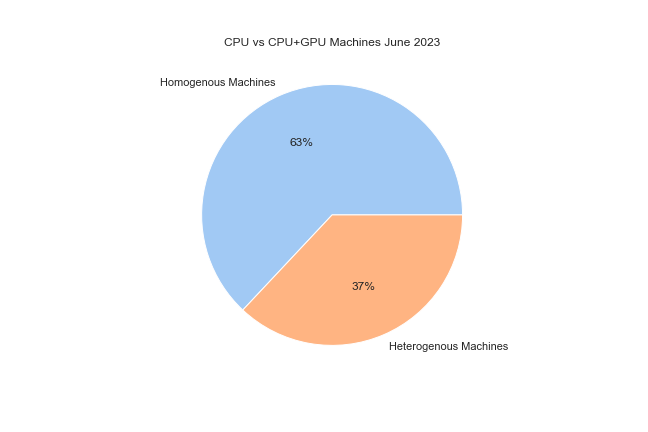 CPU vs CPU+GPU Machines June 2023
Homogenous Machines
63%
37%
Heterogenous Machines